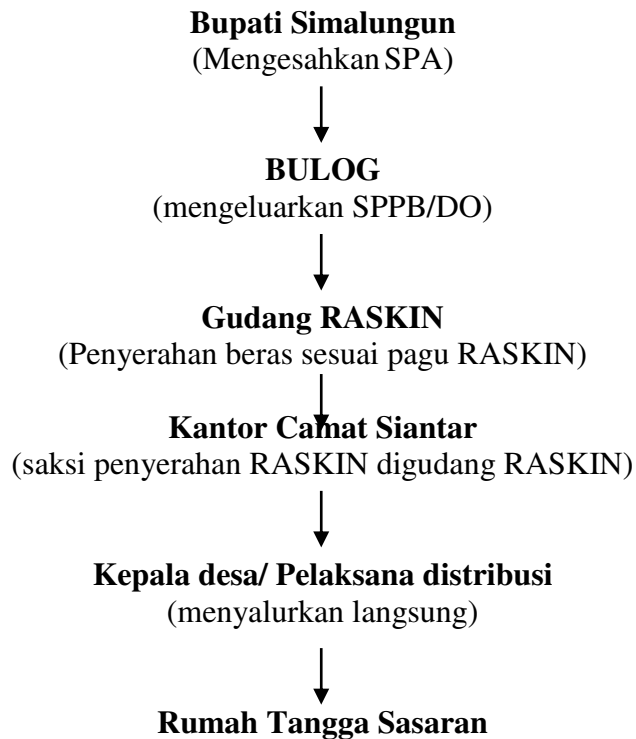 Bupati Simalungun
(Mengesahkan SPA)
BULOG
(mengeluarkan SPPB/DO)
Gudang RASKIN
(Penyerahan beras sesuai pagu RASKIN)
Kantor Camat Siantar
(saksi penyerahan RASKIN digudang RASKIN)
Kepala desa/ Pelaksana distribusi
(menyalurkan langsung)
Rumah Tangga Sasaran